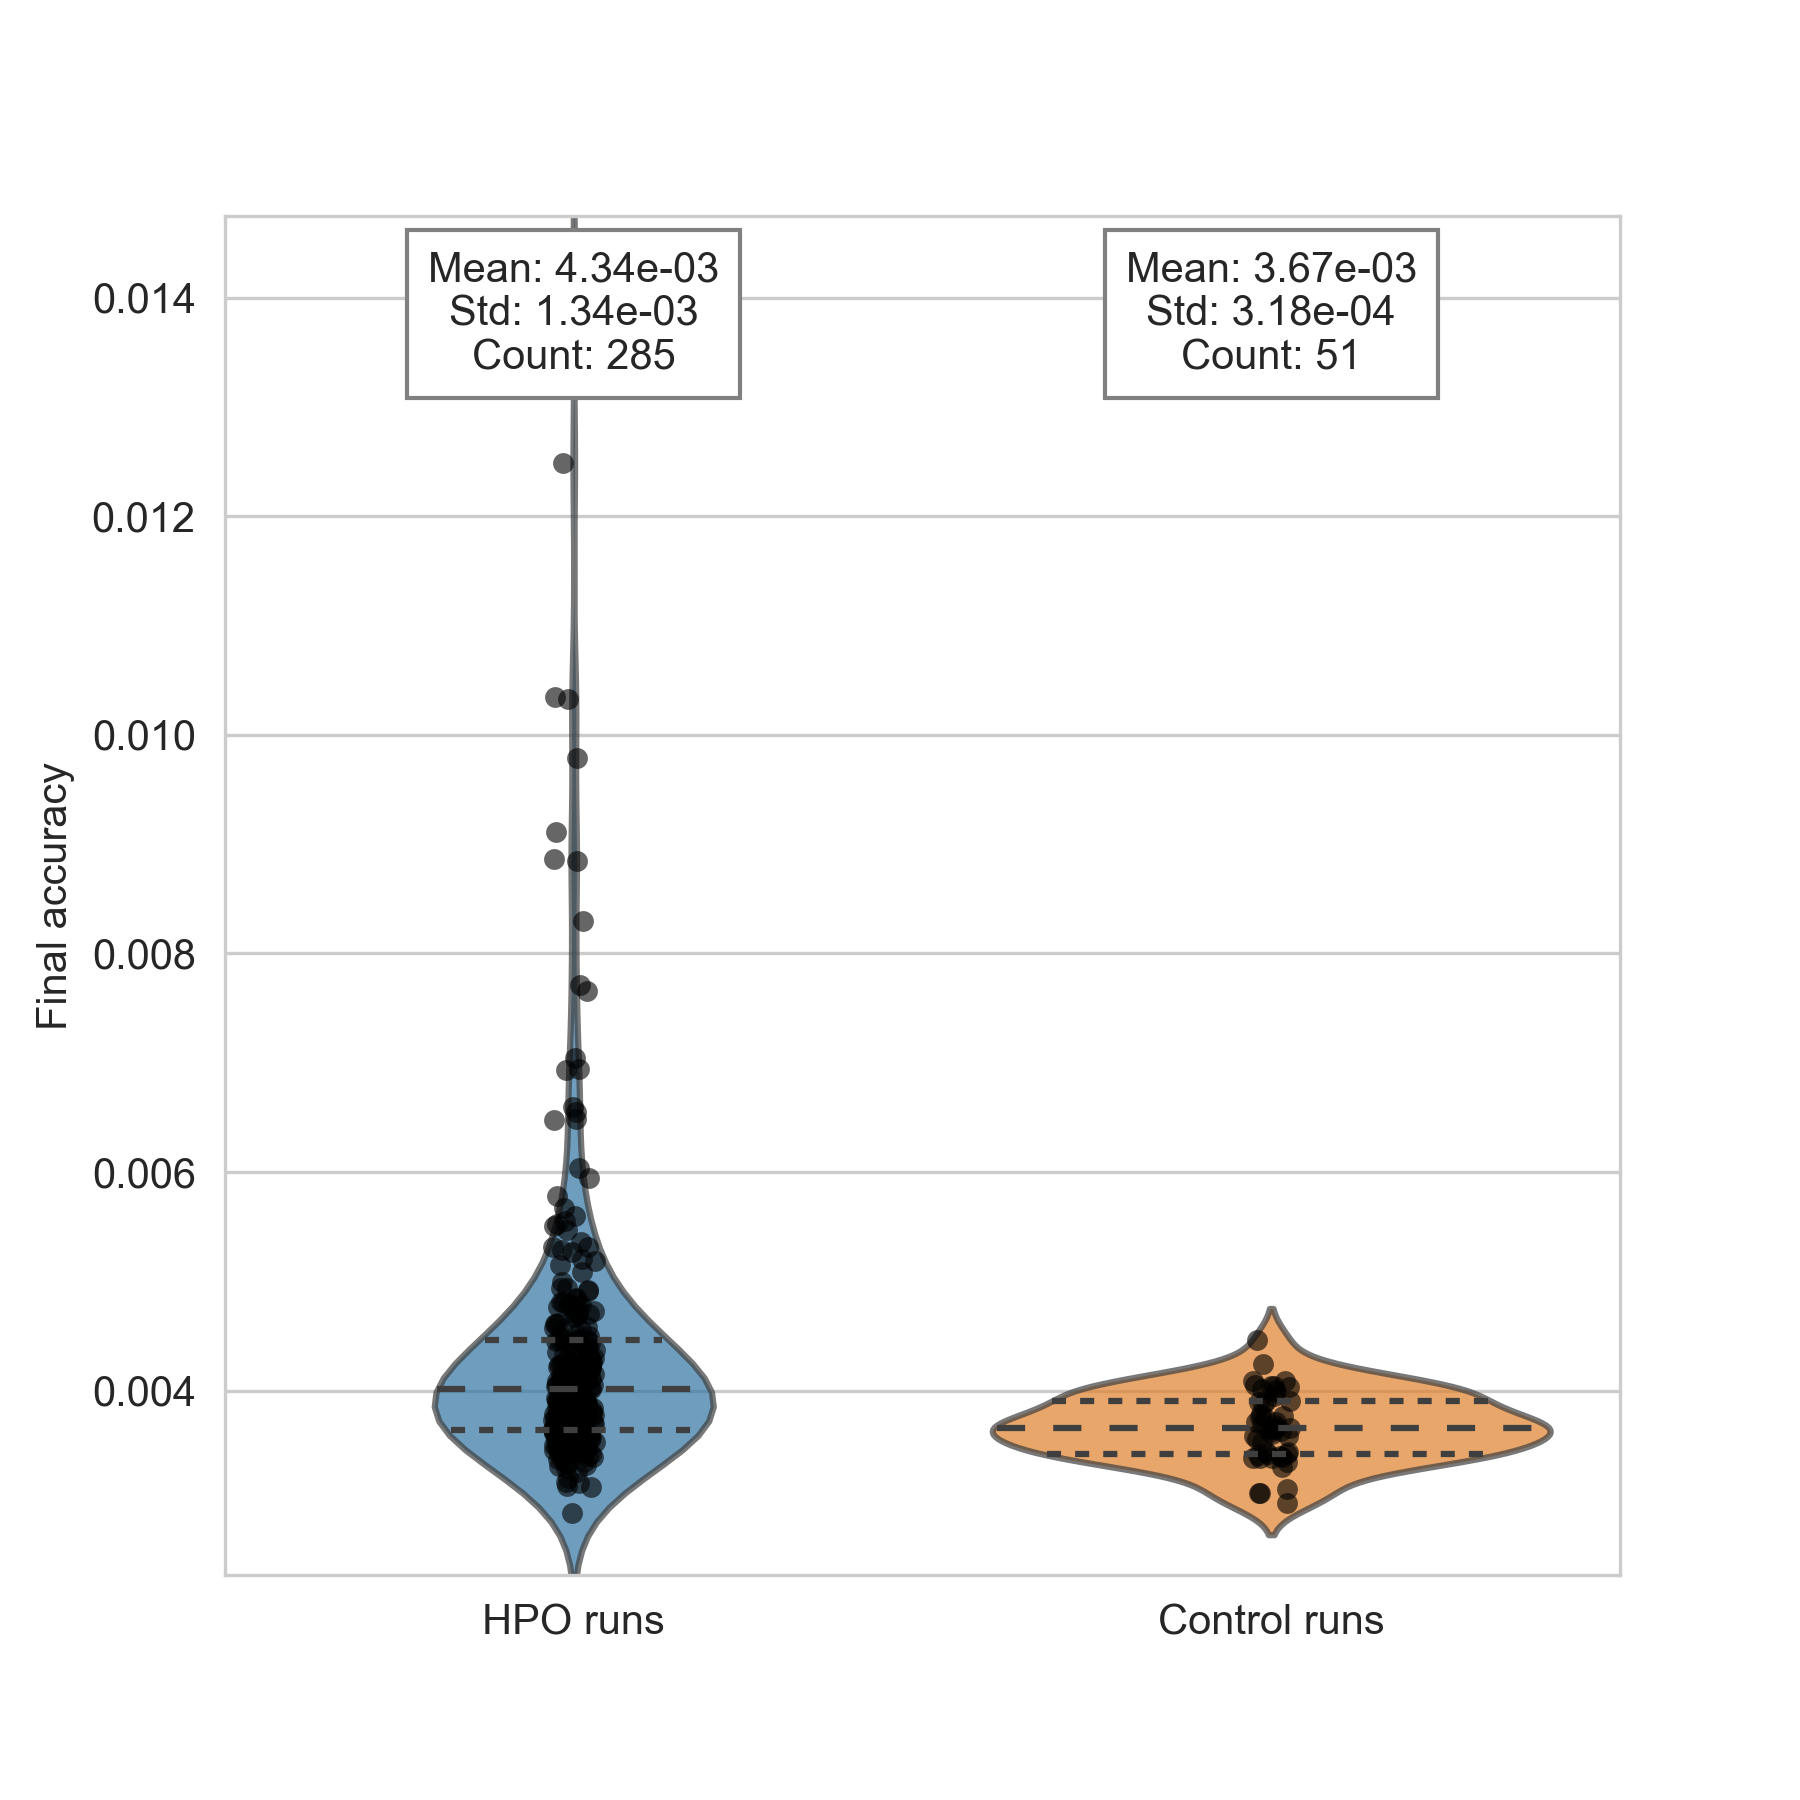 Mean: 4.34e-03
Std: 1.34e-03
Count: 285
Mean: 3.67e-03
Std: 3.18e-04
Count: 51
0.014
0.012
0.010
0.008
0.006
0.004
Final accuracy
HPO runs
Control runs